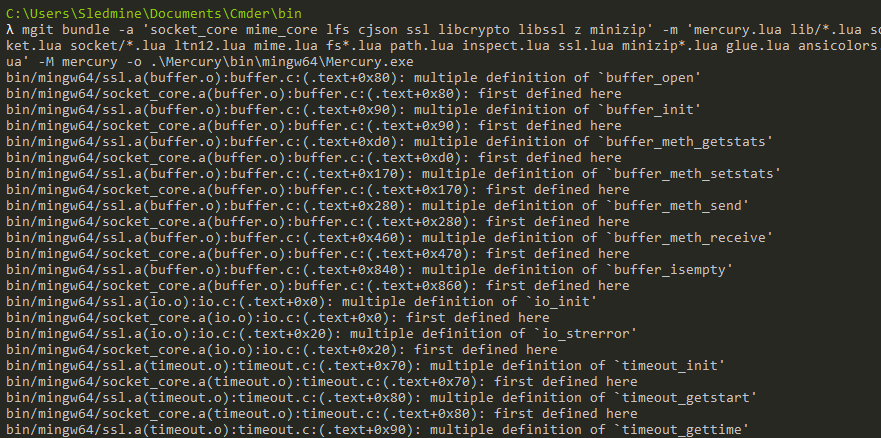 C:\Users\Sledmine\Documents\Cmder\bin
λ mgit bundle -a 'socket_core mime_core lfs cjson ssl libcrypto libssl z minizip' -m 'mercury.lua lib/*.lua soc
ket.lua socket/*.lua ltn12.lua mime.lua fs*.lua path.lua inspect.lua ssl.lua minizip*.lua glue.lua ansicolors.l
ua' -M mercury -o .\Mercury\bin\mingw64\Mercury.exe
bin/mingw64/ssl.a(buffer.o):buffer.c:(.text+0x80): multiple definition of `buffer_open'
bin/mingw64/socket_core.a(buffer.o):buffer.c:(.text+0x80): first defined here
bin/mingw64/ssl.a(buffer.o):buffer.c:(.text+0x90): multiple definition of `buffer_init'
bin/mingw64/socket_core.a(buffer.o):buffer.c:(.text+0x90): first defined here
bin/mingw64/ssl.a(buffer.o):buffer.c:(.text+0xd0): multiple definition of `buffer_meth_getstats'
bin/mingw64/socket_core.a(buffer.o):buffer.c:(.text+0xd0): first defined here
bin/mingw64/ssl.a(buffer.o):buffer.c:(.text+0x170): multiple definition of `buffer_meth_setstats'
bin/mingw64/socket_core.a(buffer.o):buffer.c:(.text+0x170): first defined here
bin/mingw64/ssl.a(buffer.o):buffer.c:(.text+0x280): multiple definition of `buffer_meth_send'
bin/mingw64/socket_core.a(buffer.o):buffer.c:(.text+0x280): first defined here
bin/mingw64/ssl.a(buffer.o):buffer.c:(.text+0x460): multiple definition of `buffer_meth_receive'
bin/mingw64/socket_core.a(buffer.o):buffer.c:(.text+0x470): first defined here
bin/mingw64/ssl.a(buffer.o):buffer.c:(.text+0x840): multiple definition of `buffer_isempty'
bin/mingw64/socket_core.a(buffer.o):buffer.c:(.text+0x860): first defined here
bin/mingw64/ssl.a(io.o):io.c:(.text+0x0): multiple definition of `io_init'
bin/mingw64/socket_core.a(io.o):io.c:(.text+0x0): first defined here
bin/mingw64/ssl.a(io.o):io.c:(.text+0x20): multiple definition of `io_strerror'
bin/mingw64/socket_core.a(io.o):io.c:(.text+0x20): first defined here
bin/mingw64/ssl.a(timeout.o):timeout.c:(.text+0x70): multiple definition of `timeout_init'
bin/mingw64/socket_core.a(timeout.o):timeout.c:(.text+0x70): first defined here
bin/mingw64/ssl.a(timeout.o):timeout.c:(.text+0x80): multiple definition of `timeout_getstart'
bin/mingw64/socket_core.a(timeout.o):timeout.c:(.text+0x80): first defined here
bin/mingw64/ssl.a(timeout.o):timeout.c:(.text+0x90): multiple definition of `timeout_gettime'